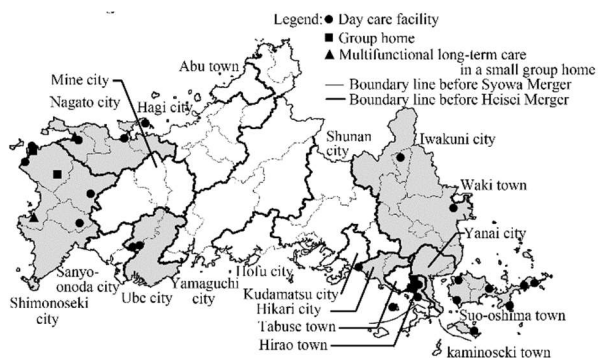 Legend: ● Day care facility
■ Group home
▲ Multifunctional long-term care
in a small group home
Boundary line before Syowa Merger
Boundary line before Heisei Merger
Abu town
Mine city
Nagato city
Hagi city
Shunan
city
Iwakuni city
Waki town
Yanai city
Sanyo-
onoda city
Shimonoseki
city
Ube city
Yamaguchi
city
Hofu city
Kudamatsu city
Hikari city
Tabuse town
Hirao town
Suo-oshima town
kaminoseki town